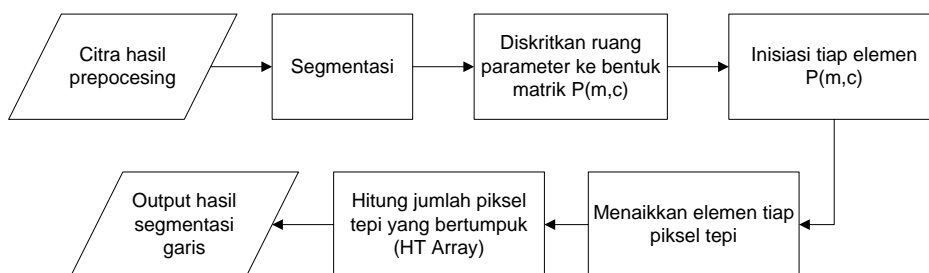 Citra hasil
prepocesing
Segmentasi
Diskritkan ruang
parameter ke bentuk
matrik P(m,c)
Inisiasi tiap elemen
P(m,c)
Menaikkan elemen tiap
piksel tepi
Hitung jumlah piksel
tepi yang bertumpuk
(HT Array)
Output hasil
segmentasi
garis